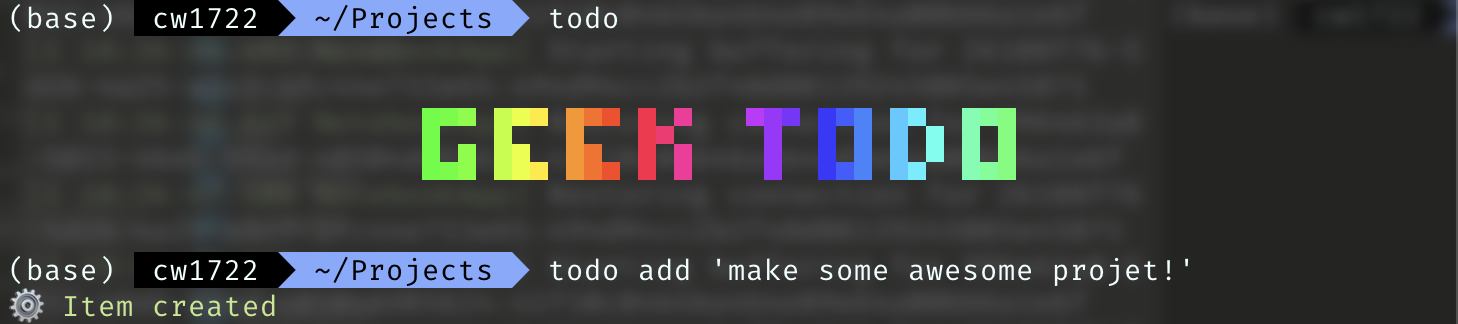 (base) cw1722 ~/Projects todo
GEEK TODO
(base) cw1722 ~/Projects todo add 'make some awesome projet!'
Item created